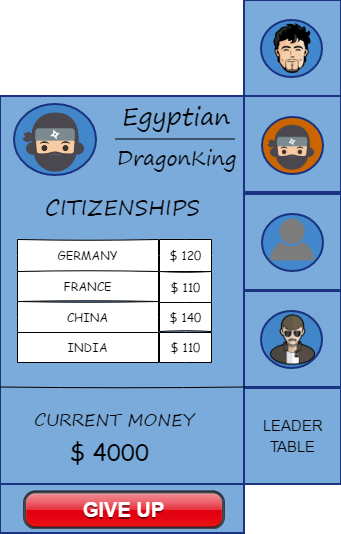 Egyptian
DragonKing
CITIZENSHIPS
GERMANY $ 120
FRANCE $ 110
CHINA $ 140
INDIA $ 110
CURRENT MONEY
$ 4000
LEADER
TABLE
GIVE UP